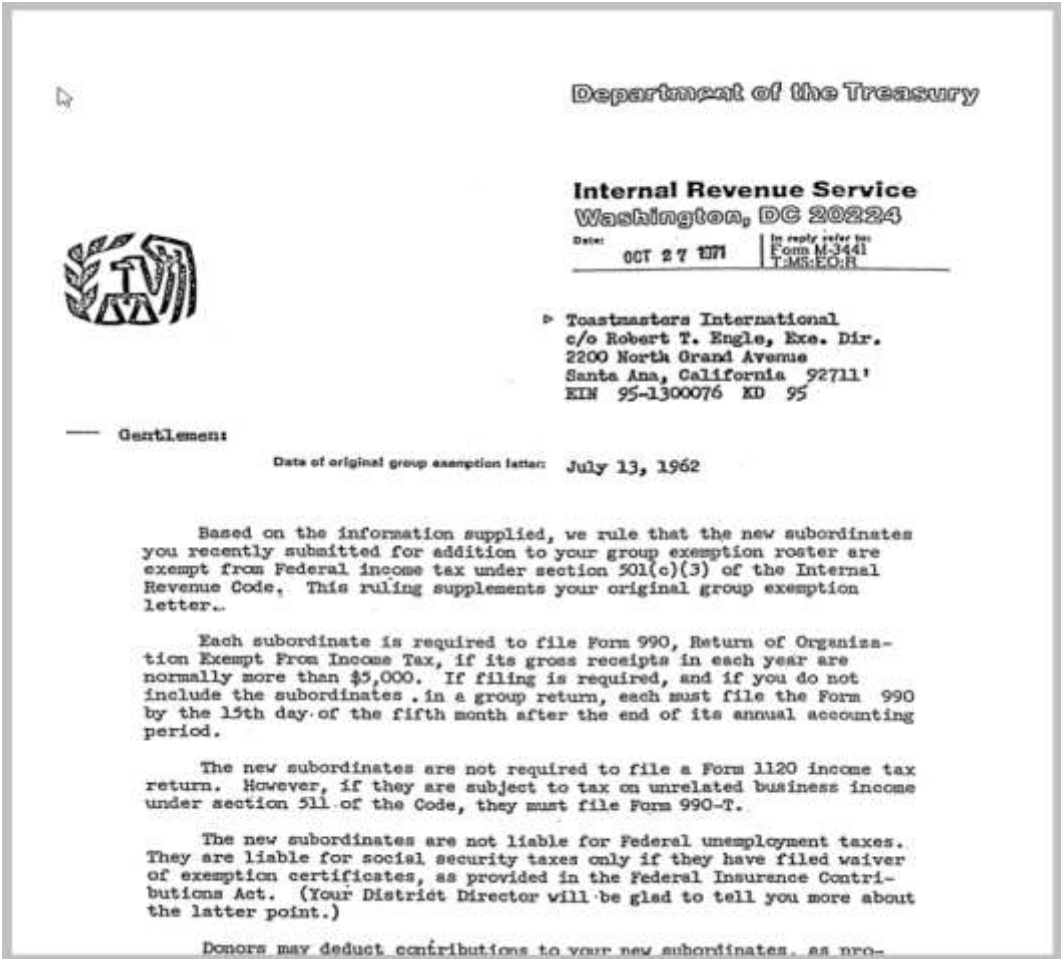 Department of the Treasury
Internal Revenue Service
Washington, DC 20224
Date:
OCT 27 1971
In reply refer to:
Form M-3441
T:MS:EO:R
Toastmasters International
c/o Robert T. Engle, Exe. Dir.
2200 North Grand Avenue
Santa Ana, California 92711
EIN 95-1300076 KD 95
Gentlemen:
Date of original group exemption letter: July 13, 1962
Based on the information supplied, we rule that the new subordinates
you recently submitted for addition to your group exemption roster are
exempt from Federal income tax under section 501(c)(3) of the Internal
Revenue Code. This ruling supplements your original group exemption
letter.
Each subordinate is required to file Form 990, Return of Organiza-
tion Exempt From Income Tax, if its gross receipts in each year are
normally more than $5,000. If filing is required, and if you do not
include the subordinates in a group return, each must file the Form 990
by the 15th day of the fifth month after the end of its annual accounting
period.
The new subordinates are not required to file a Form 1120 income tax
return. However, if they are subject to tax on unrelated business income
under section 511 of the Code, they must file Form 990-T.
The new subordinates are not liable for Federal unemployment taxes.
They are liable for social security taxes only if they have filed waiver
of exemption certificates, as provided in the Federal Insurance Contri-
butions Act. (Your District Director will be glad to tell you more about
the latter point.)
Donors may deduct contributions to your new subordinates, as pro-